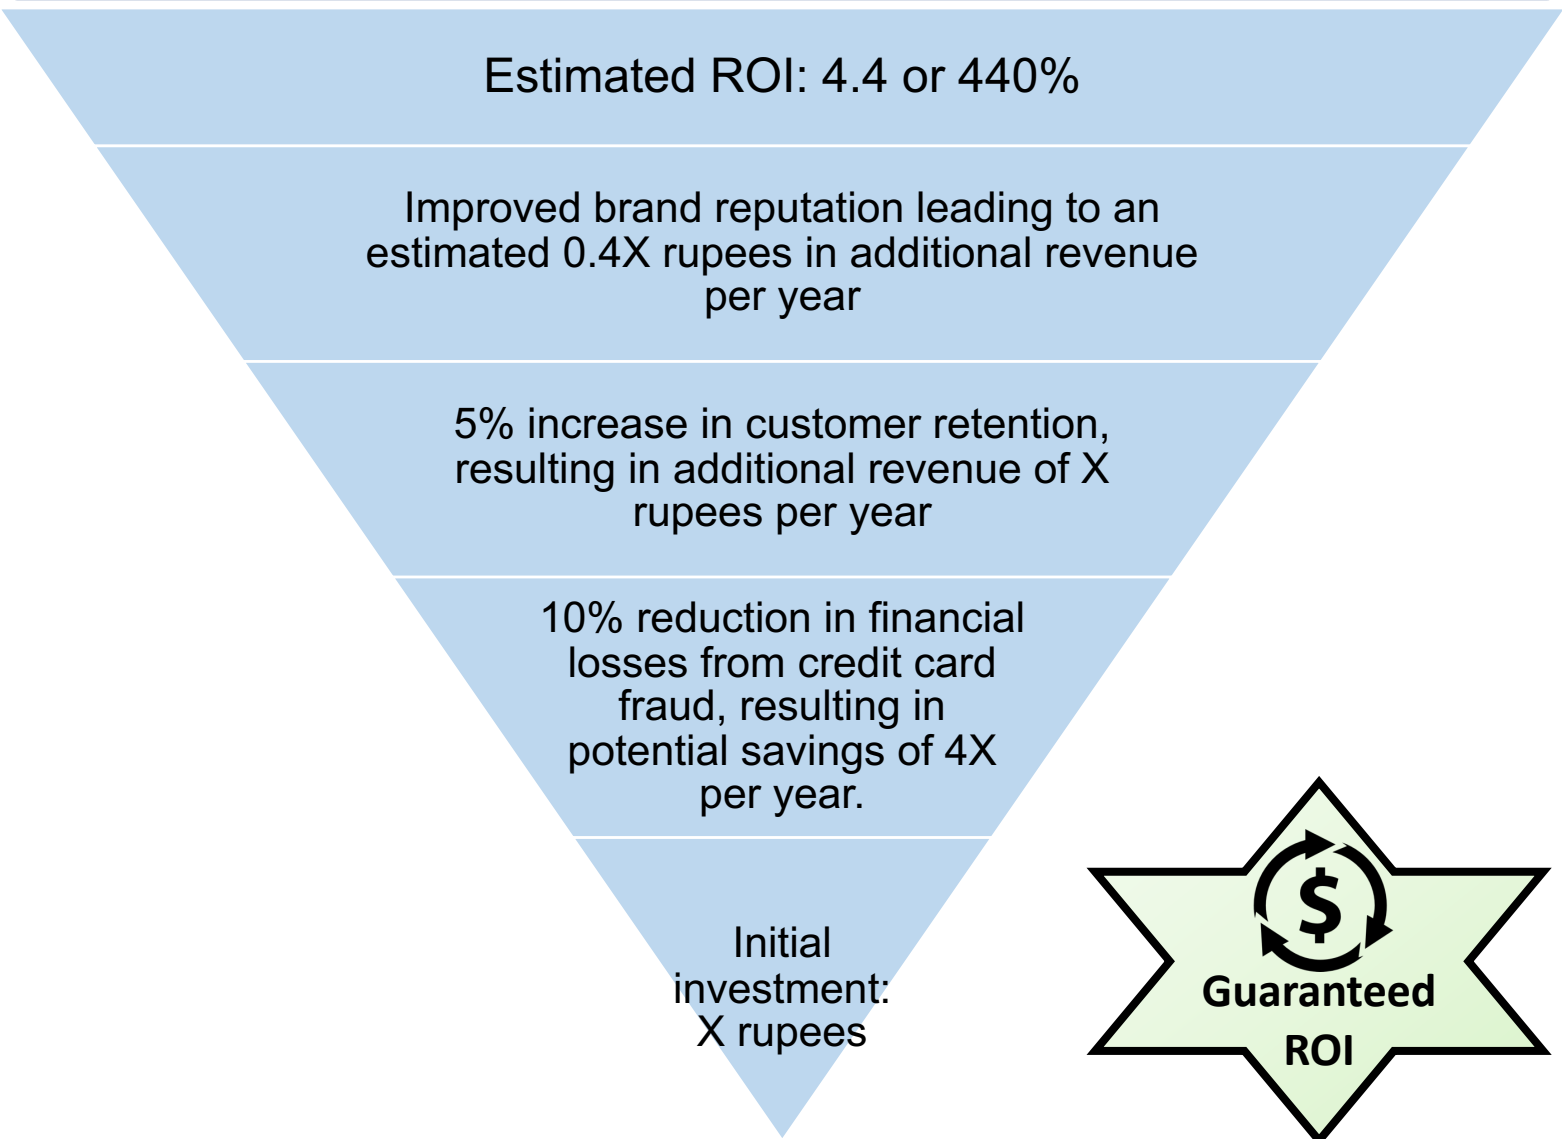 Estimated ROI: 4.4 or 440%
Improved brand reputation leading to an
estimated 0.4X rupees in additional revenue
per year
5% increase in customer retention,
resulting in additional revenue of X
rupees per year
10% reduction in financial
losses from credit card
fraud, resulting in
potential savings of 4X
per year.
Initial
investment:
X rupees
$
Guaranteed
ROI